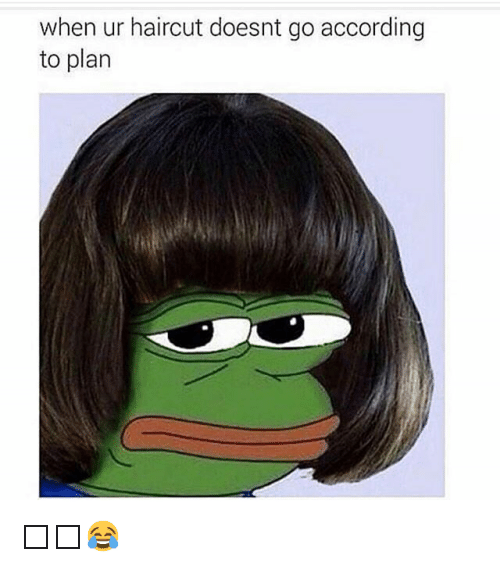 when ur haircut doesnt go according
to plan
□□😂